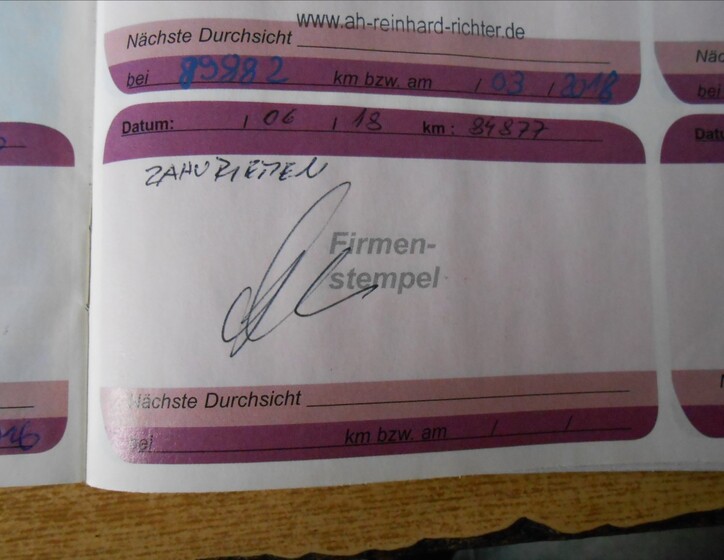 www.ah-reinhard-richter.de
Nächste Durchsicht
bei 89982 km bzw. am / 03 / 2018
Datum: / 06 / 18 km : 84877
ZAHNRIEMEN
Firmen-
stempel
Nächste Durchsicht
bei km bzw. am / /